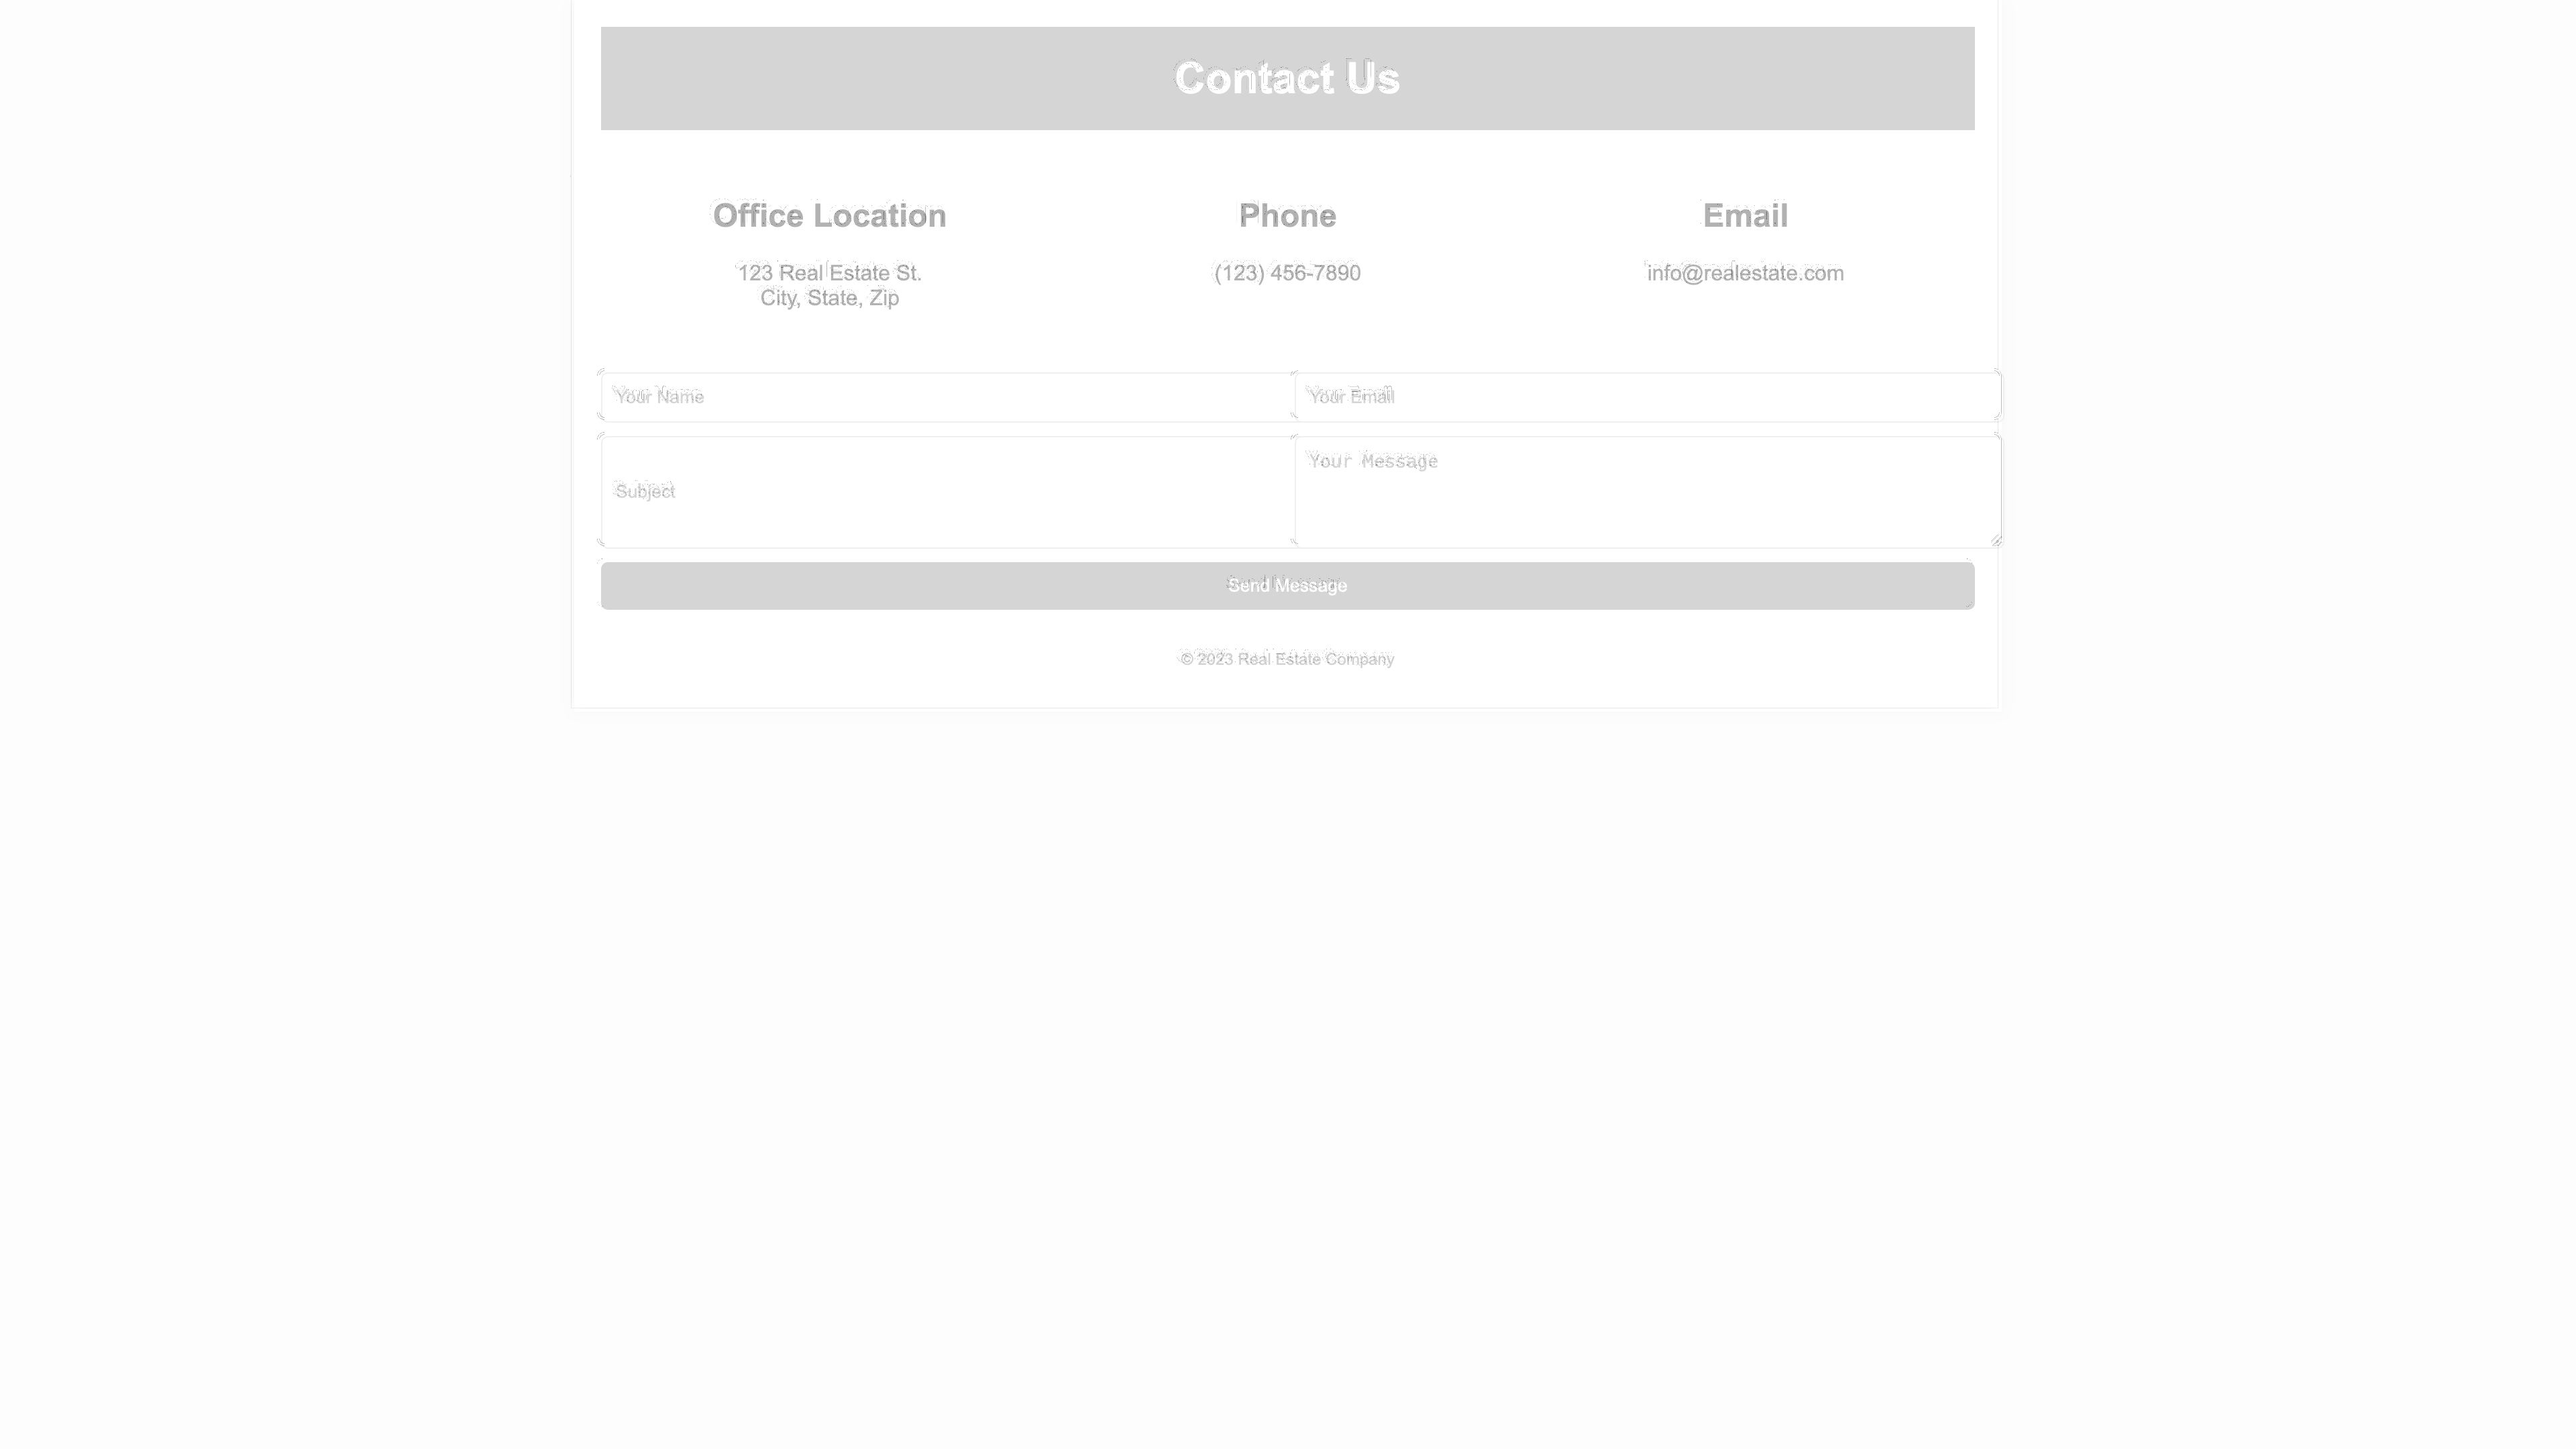 Contact Us
Office Location
Phone
Email
123 Real Estate St.
City, State, Zip
(123) 456-7890
info@realestate.com
Your Name
Your Email
Subject
Your Message
Send Message
© 2023 Real Estate Company